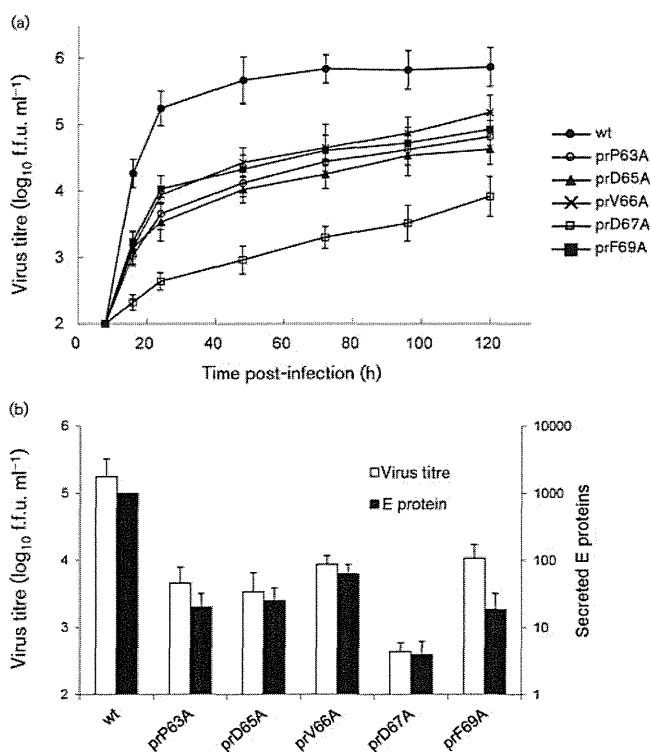 (a)
6
5
4
3
2
Virus titre (log₁₀ f.f.u. ml⁻¹)
0 20 40 60 80 100 120
Time post-infection (h)
wt
prP63A
prD65A
prV66A
prD67A
prF69A
(b)
6
5
4
3
2
Virus titre (log₁₀ f.f.u. ml⁻¹)
Virus titre
E protein
10000
1000
100
10
1
Secreted E proteins
wt prP63A prD65A prV66A prD67A prF69A